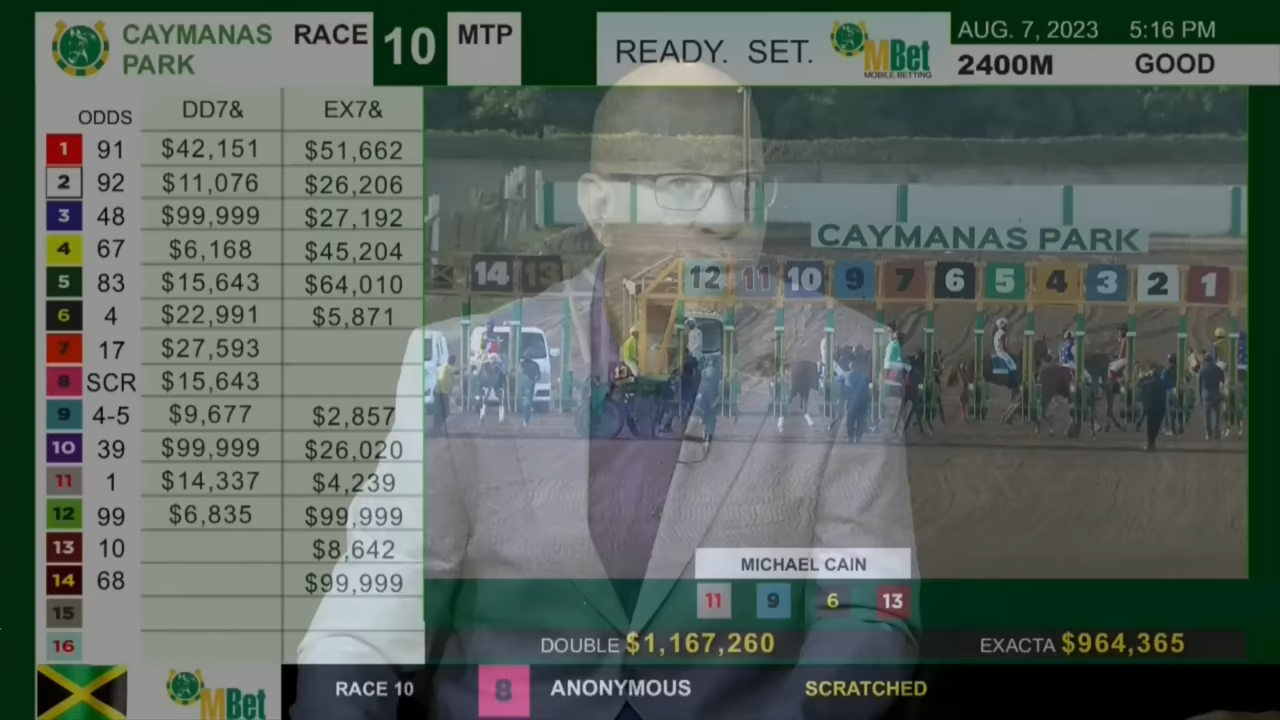 CAYMANAS PARK
RACE 10 MTP
READY. SET. MBet MOBILE BETTING
AUG. 7, 2023 5:16 PM
2400M GOOD
ODDS DD7& EX7&
1 91 $42,151 $51,662
2 92 $11,076 $26,206
3 48 $99,999 $27,192
4 67 $6,168 $45,204
5 83 $15,643 $64,010
6 4 $22,991 $5,871
7 17 $27,593
8 SCR $15,643
9 4-5 $9,677 $2,857
10 39 $99,999 $26,020
11 1 $14,337 $4,239
12 99 $6,835 $99,999
13 10 $8,642
14 68 $99,999
15
16
CAYMANAS PARK
14 13 12 11 10 9 7 6 5 4 3 2 1
MICHAEL CAIN
11 9 6 13
DOUBLE $1,167,260 EXACTA $964,365
MBet RACE 10 8 ANONYMOUS SCRATCHED